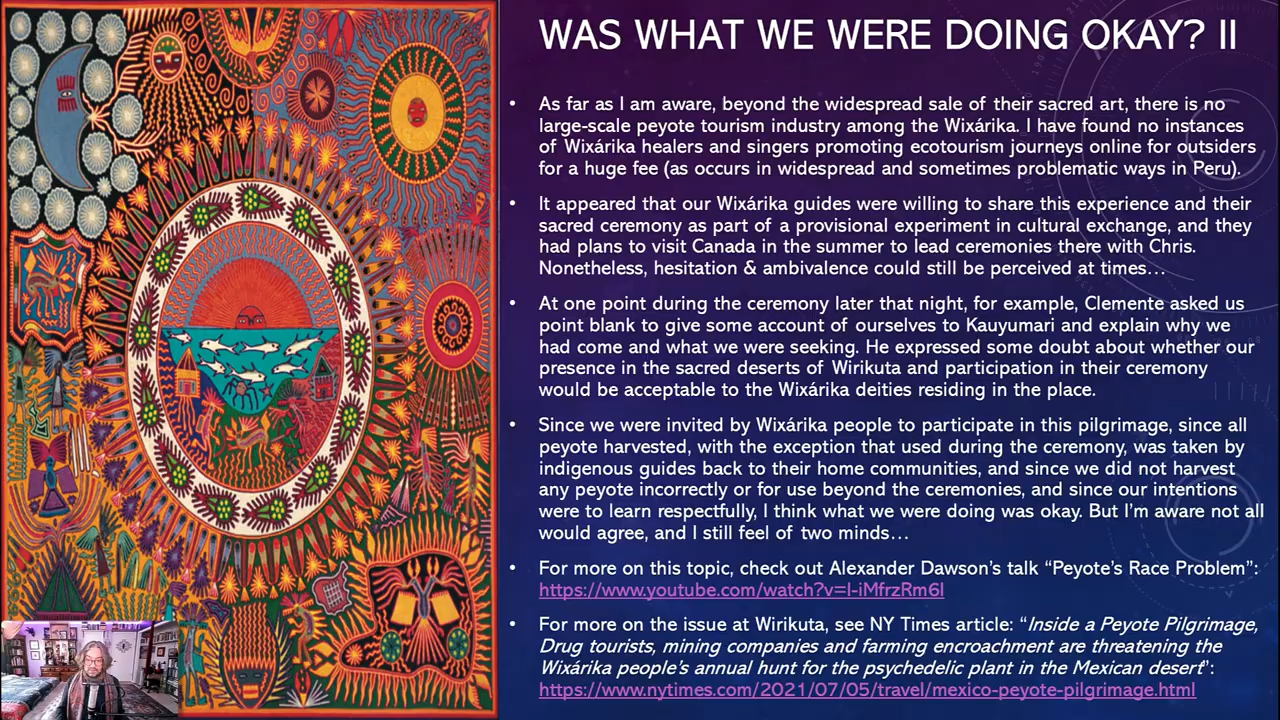 WAS WHAT WE WERE DOING OKAY? II
• As far as I am aware, beyond the widespread sale of their sacred art, there is no
large-scale peyote tourism industry among the Wixárika. I have found no instances
of Wixárika healers and singers promoting ecotourism journeys online for outsiders
for a huge fee (as occurs in widespread and sometimes problematic ways in Peru).
• It appeared that our Wixárika guides were willing to share this experience and their
sacred ceremony as part of a provisional experiment in cultural exchange, and they
had plans to visit Canada in the summer to lead ceremonies there with Chris.
Nonetheless, hesitation & ambivalence could still be perceived at times…
• At one point during the ceremony later that night, for example, Clemente asked us
point blank to give some account of ourselves to Kauyumari and explain why we
had come and what we were seeking. He expressed some doubt about whether our
presence in the sacred deserts of Wirikuta and participation in their ceremony
would be acceptable to the Wixárika deities residing in the place.
• Since we were invited by Wixárika people to participate in this pilgrimage, since all
peyote harvested, with the exception that used during the ceremony, was taken by
indigenous guides back to their home communities, and since we did not harvest
any peyote incorrectly or for use beyond the ceremonies, and since our intentions
were to learn respectfully, I think what we were doing was okay. But I'm aware not all
would agree, and I still feel of two minds…
• For more on this topic, check out Alexander Dawson's talk “Peyote's Race Problem”:
https://www.youtube.com/watch?v=l-iMfrzRm6I
• For more on the issue at Wirikuta, see NY Times article: “Inside a Peyote Pilgrimage,
Drug tourists, mining companies and farming encroachment are threatening the
Wixárika people's annual hunt for the psychedelic plant in the Mexican desert”:
https://www.nytimes.com/2021/07/05/travel/mexico-peyote-pilgrimage.html